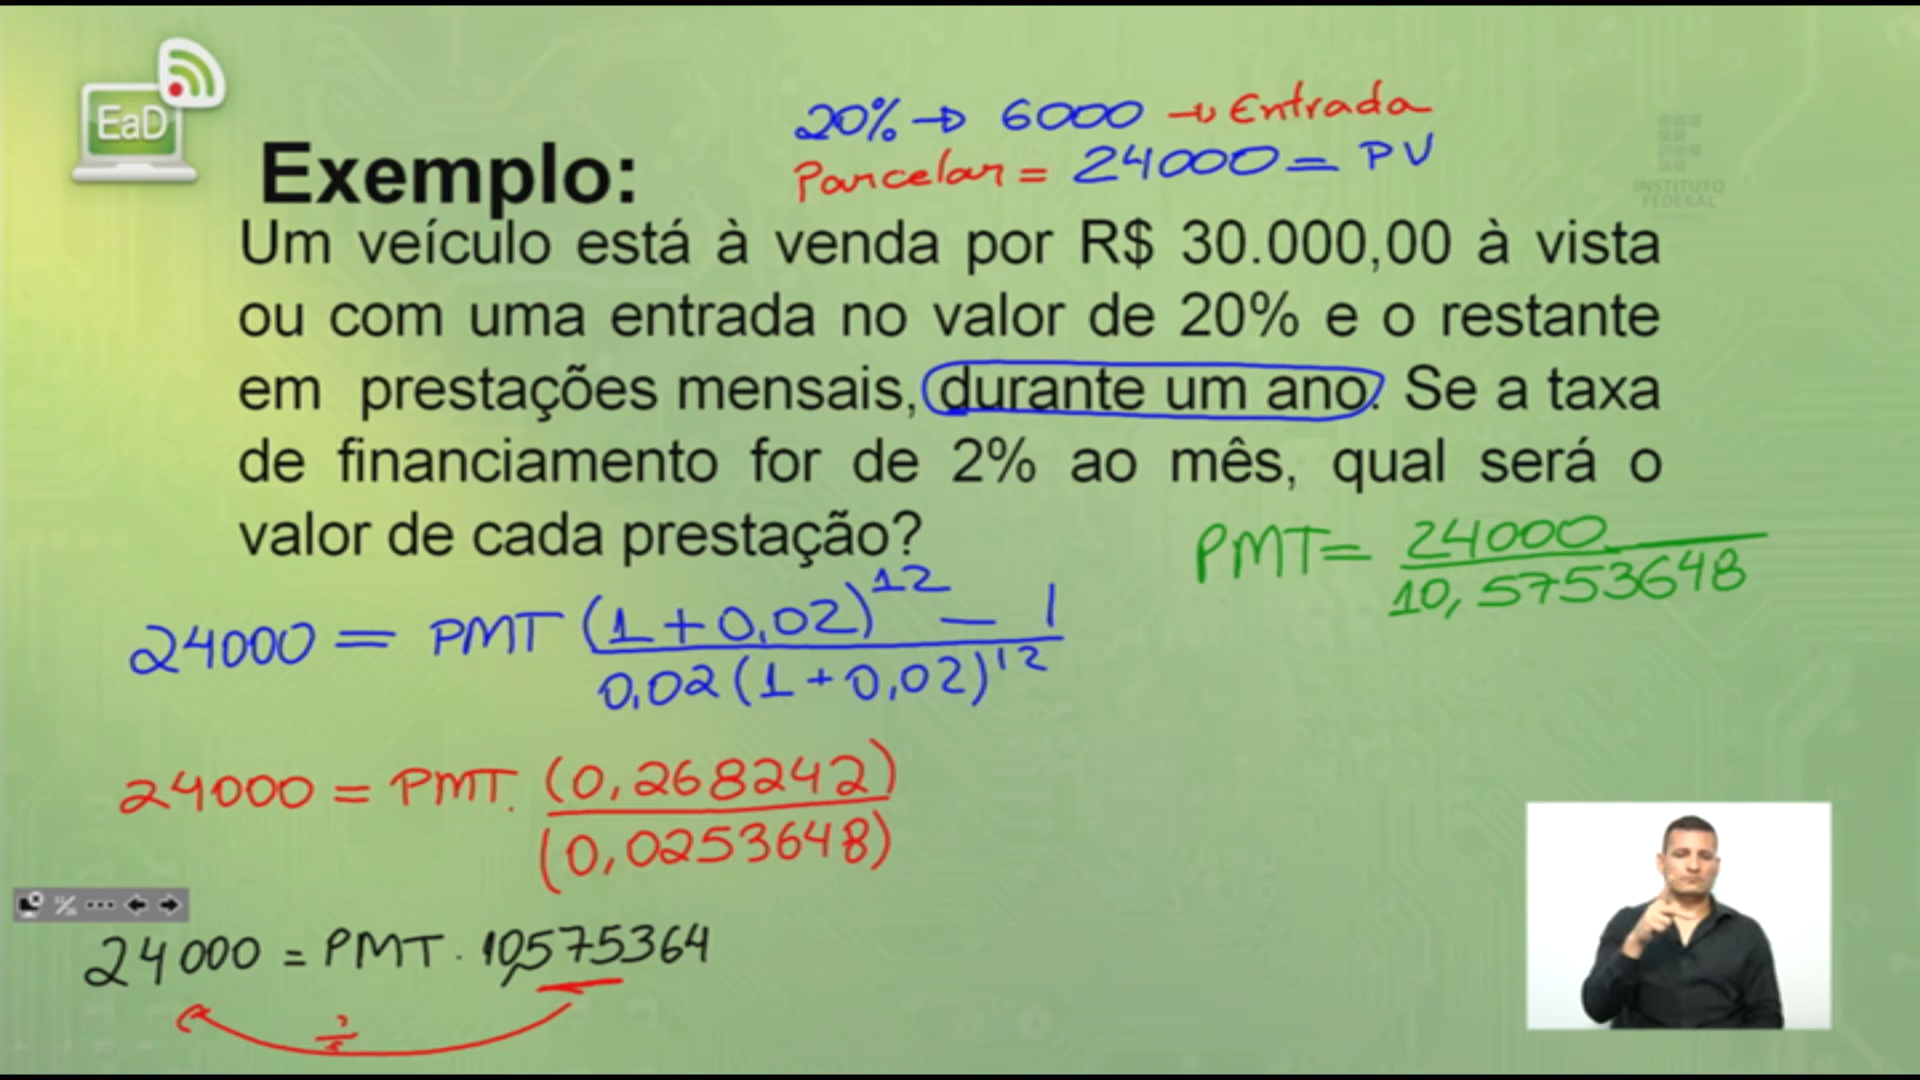 EaD
20% → 6000 → Entrada
Parcelar = 24000 = PV
INSTITUTO
FEDERAL
Exemplo:
Um veículo está à venda por R$ 30.000,00 à vista
ou com uma entrada no valor de 20% e o restante
em prestações mensais, durante um ano. Se a taxa
de financiamento for de 2% ao mês, qual será o
valor de cada prestação?
PMT = 24000
10,5753648
24000 = PMT (1+0,02)^12 - 1
0,02(1+0,02)^12
24000 = PMT. (0,268242)
(0,0253648)
24000 = PMT . 10,575364